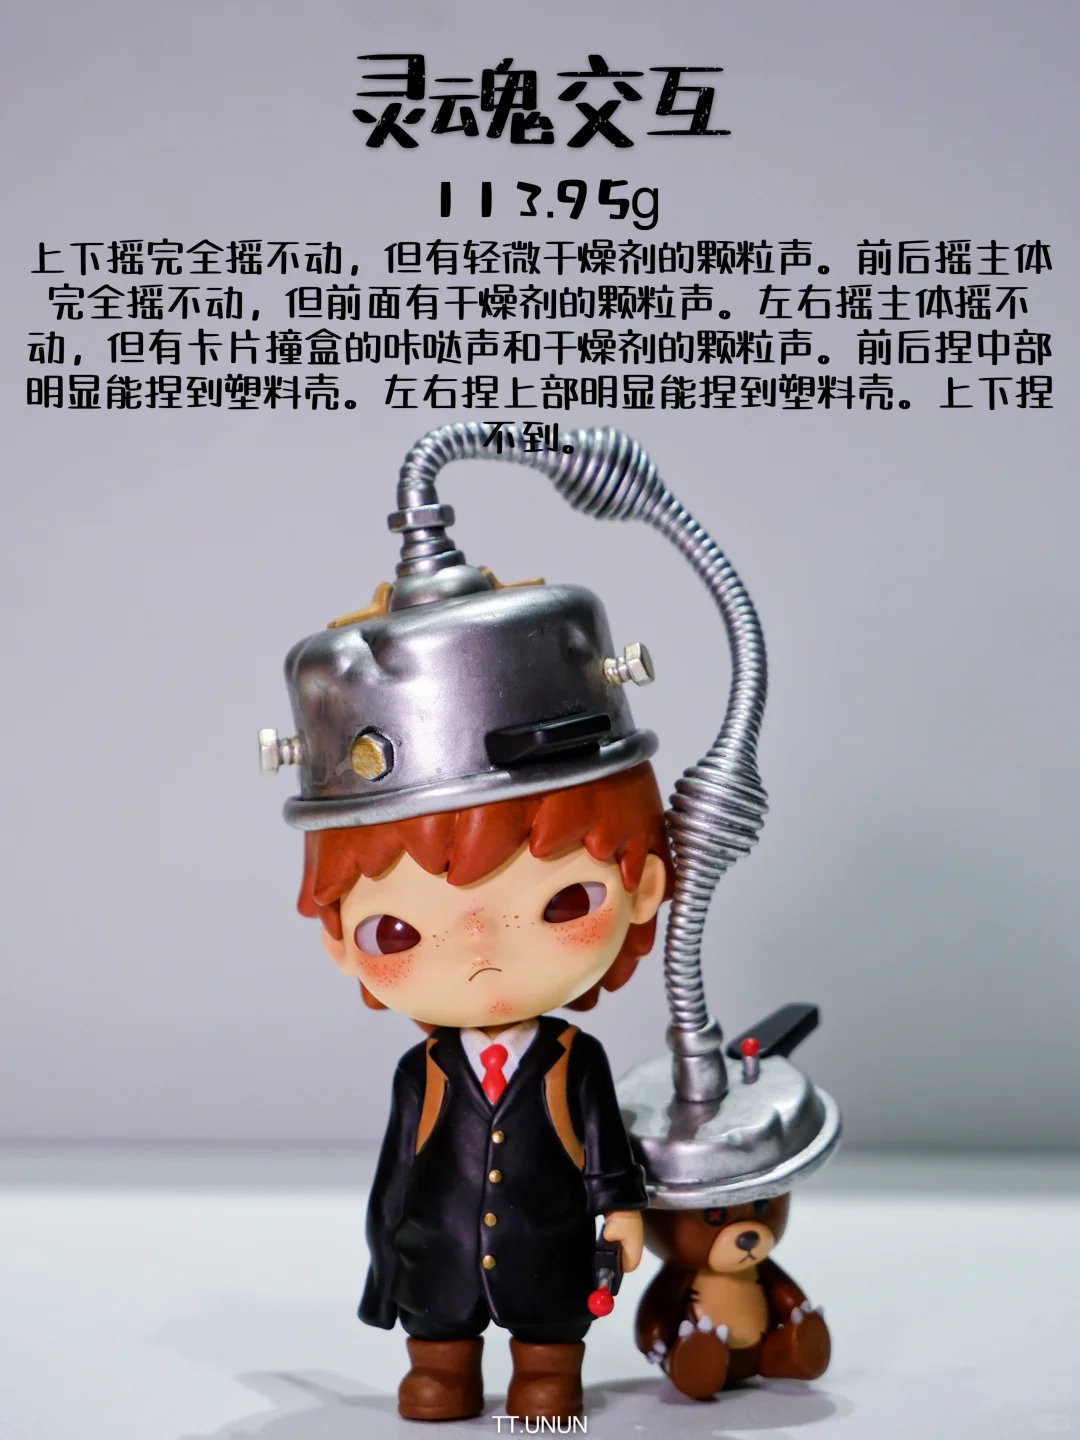 灵魂交互
113.95g
上下摇完全摇不动，但有轻微干燥剂的颗粒声。前后摇主体
完全摇不动，但前面有干燥剂的颗粒声。左右摇主体摇不
动，但有卡片撞盒的咔哒声和干燥剂的颗粒声。前后捏中部
明显能捏到塑料壳。左右捏上部明显能捏到塑料壳。上下捏
不到。
TT.UNUN